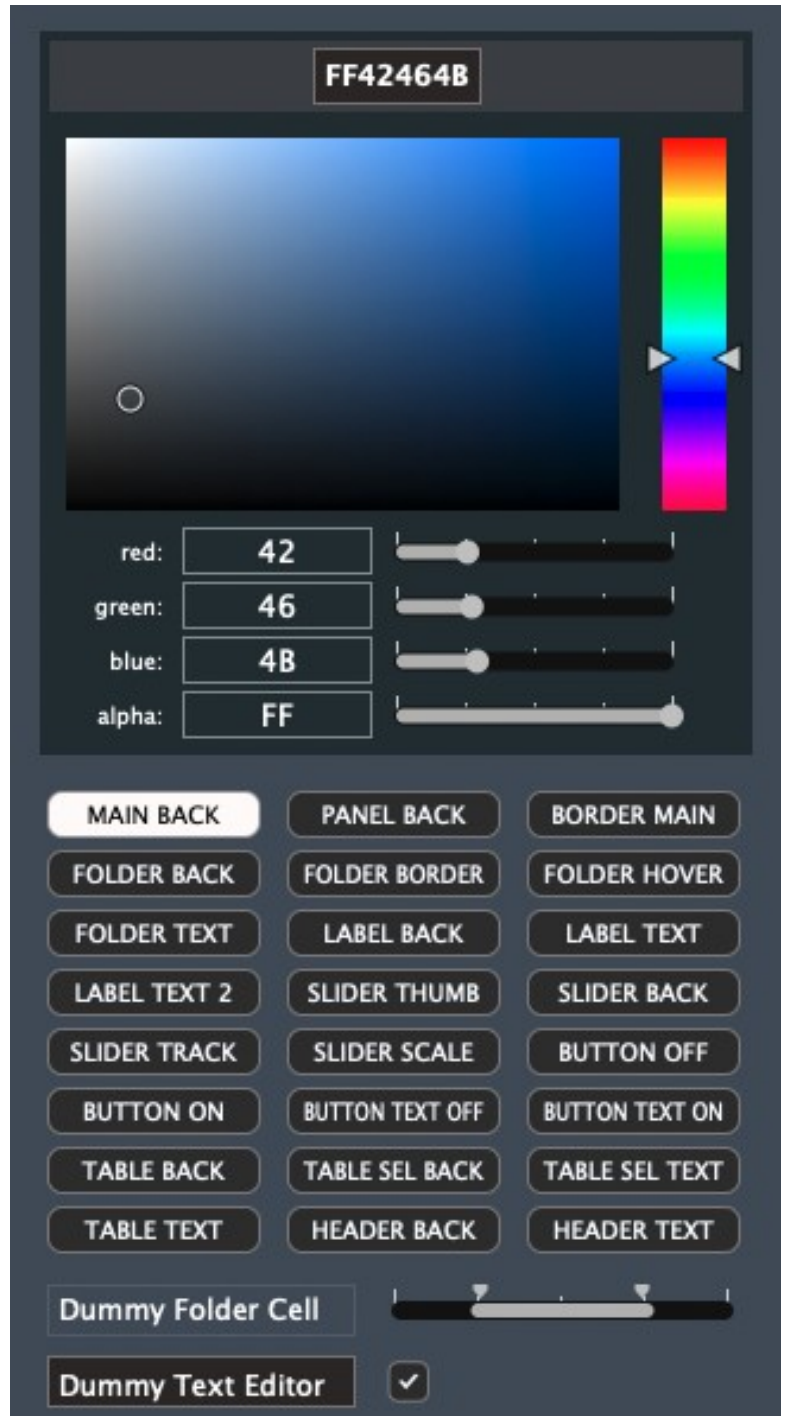 FF42464B
red: 42
green: 46
blue: 4B
alpha: FF
MAIN BACK PANEL BACK BORDER MAIN
FOLDER BACK FOLDER BORDER FOLDER HOVER
FOLDER TEXT LABEL BACK LABEL TEXT
LABEL TEXT 2 SLIDER THUMB SLIDER BACK
SLIDER TRACK SLIDER SCALE BUTTON OFF
BUTTON ON BUTTON TEXT OFF BUTTON TEXT ON
TABLE BACK TABLE SEL BACK TABLE SEL TEXT
TABLE TEXT HEADER BACK HEADER TEXT
Dummy Folder Cell
Dummy Text Editor